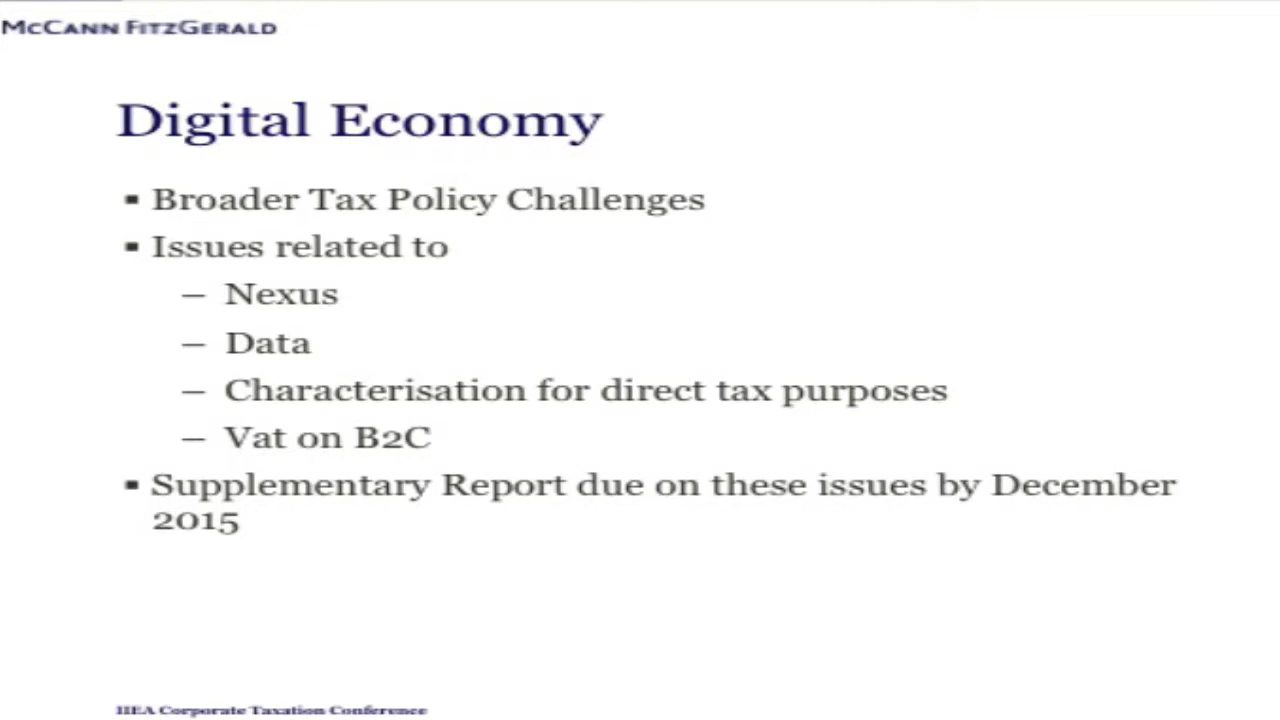 McCann FitzGerald
Digital Economy
▪ Broader Tax Policy Challenges
▪ Issues related to
– Nexus
– Data
– Characterisation for direct tax purposes
– Vat on B2C
▪ Supplementary Report due on these issues by December
2015
IIEA Corporate Taxation Conference